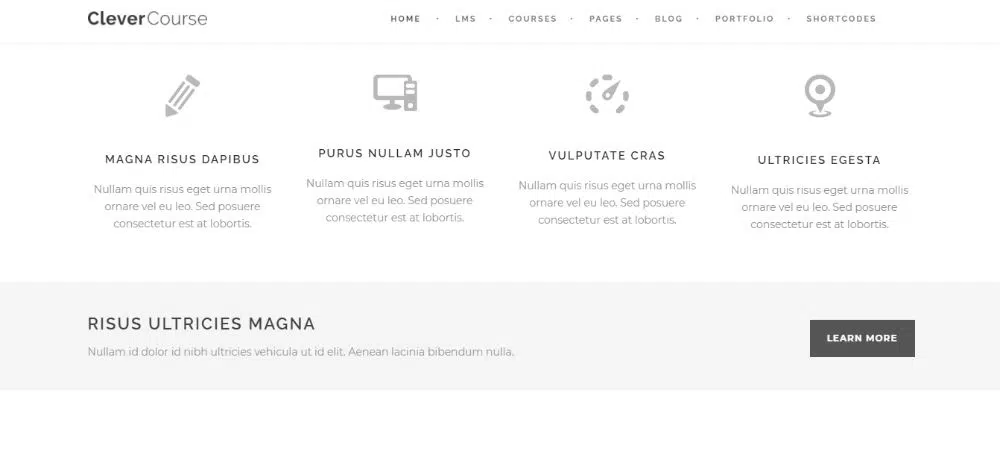 CleverCourse
HOME • LMS • COURSES • PAGES • BLOG • PORTFOLIO • SHORTCODES
MAGNA RISUS DAPIBUS
Nullam quis risus eget urna mollis
ornare vel eu leo. Sed posuere
consectetur est at lobortis.
PURUS NULLAM JUSTO
Nullam quis risus eget urna mollis
ornare vel eu leo. Sed posuere
consectetur est at lobortis.
VULPUTATE CRAS
Nullam quis risus eget urna mollis
ornare vel eu leo. Sed posuere
consectetur est at lobortis.
ULTRICIES EGESTA
Nullam quis risus eget urna mollis
ornare vel eu leo. Sed posuere
consectetur est at lobortis.
RISUS ULTRICIES MAGNA
Nullam id dolor id nibh ultricies vehicula ut id elit. Aenean lacinia bibendum nulla.
LEARN MORE